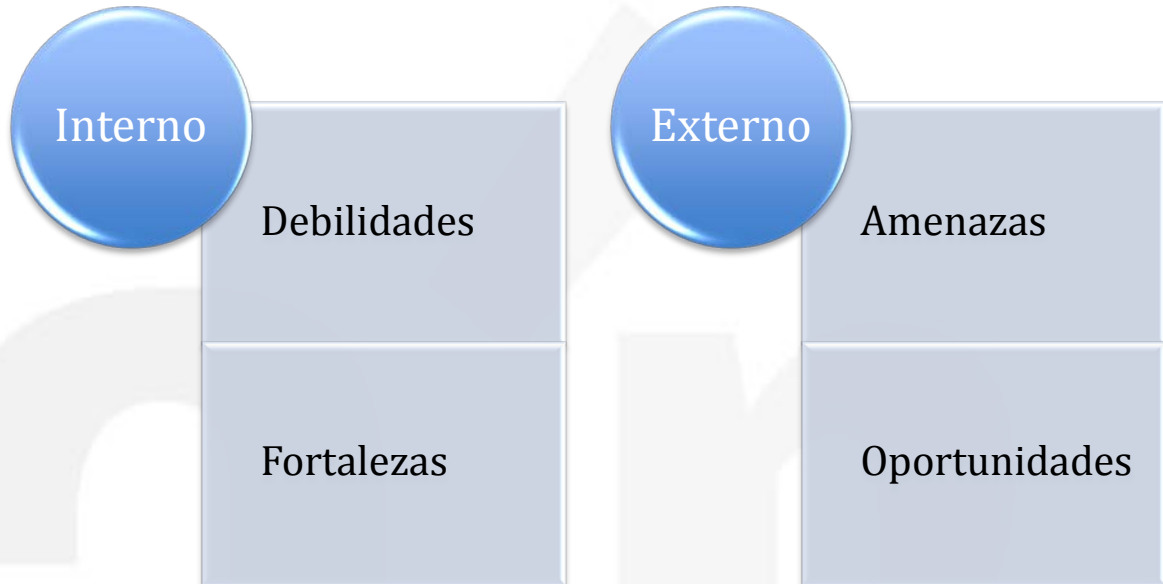 Interno
Debilidades
Fortalezas
Externo
Amenazas
Oportunidades